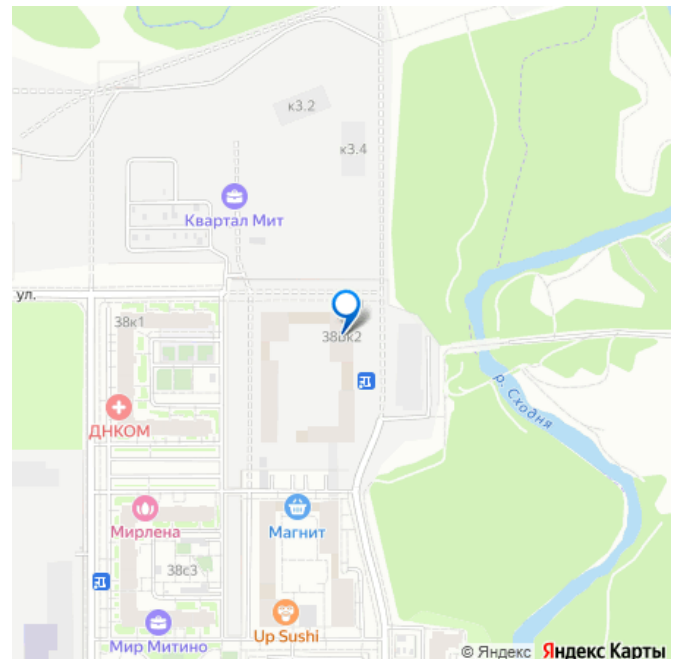 к3.2
к3.4
Квартал Мит
ул.
38к1
ДНКОМ
р. Сходня
Мирлена
Магнит
38с3
Up Sushi
Мир Митино
© Яндекс Яндекс Карты